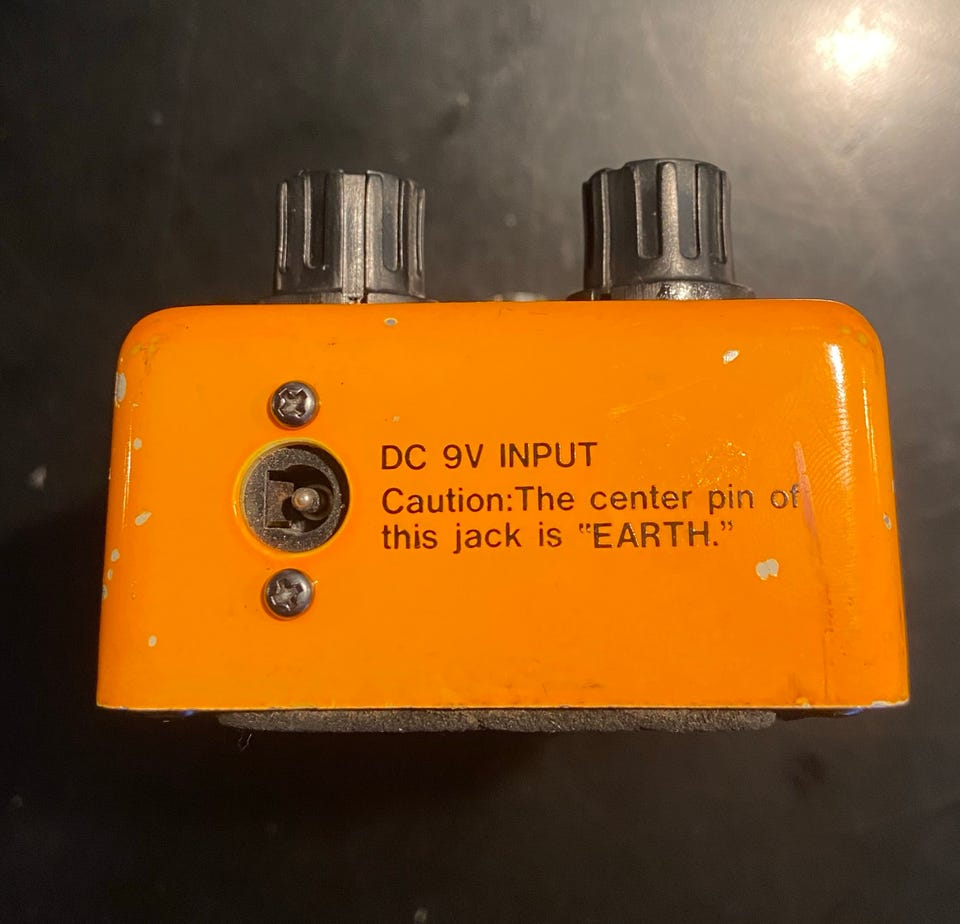 DC 9V INPUT
Caution:The center pin of
this jack is “EARTH.”